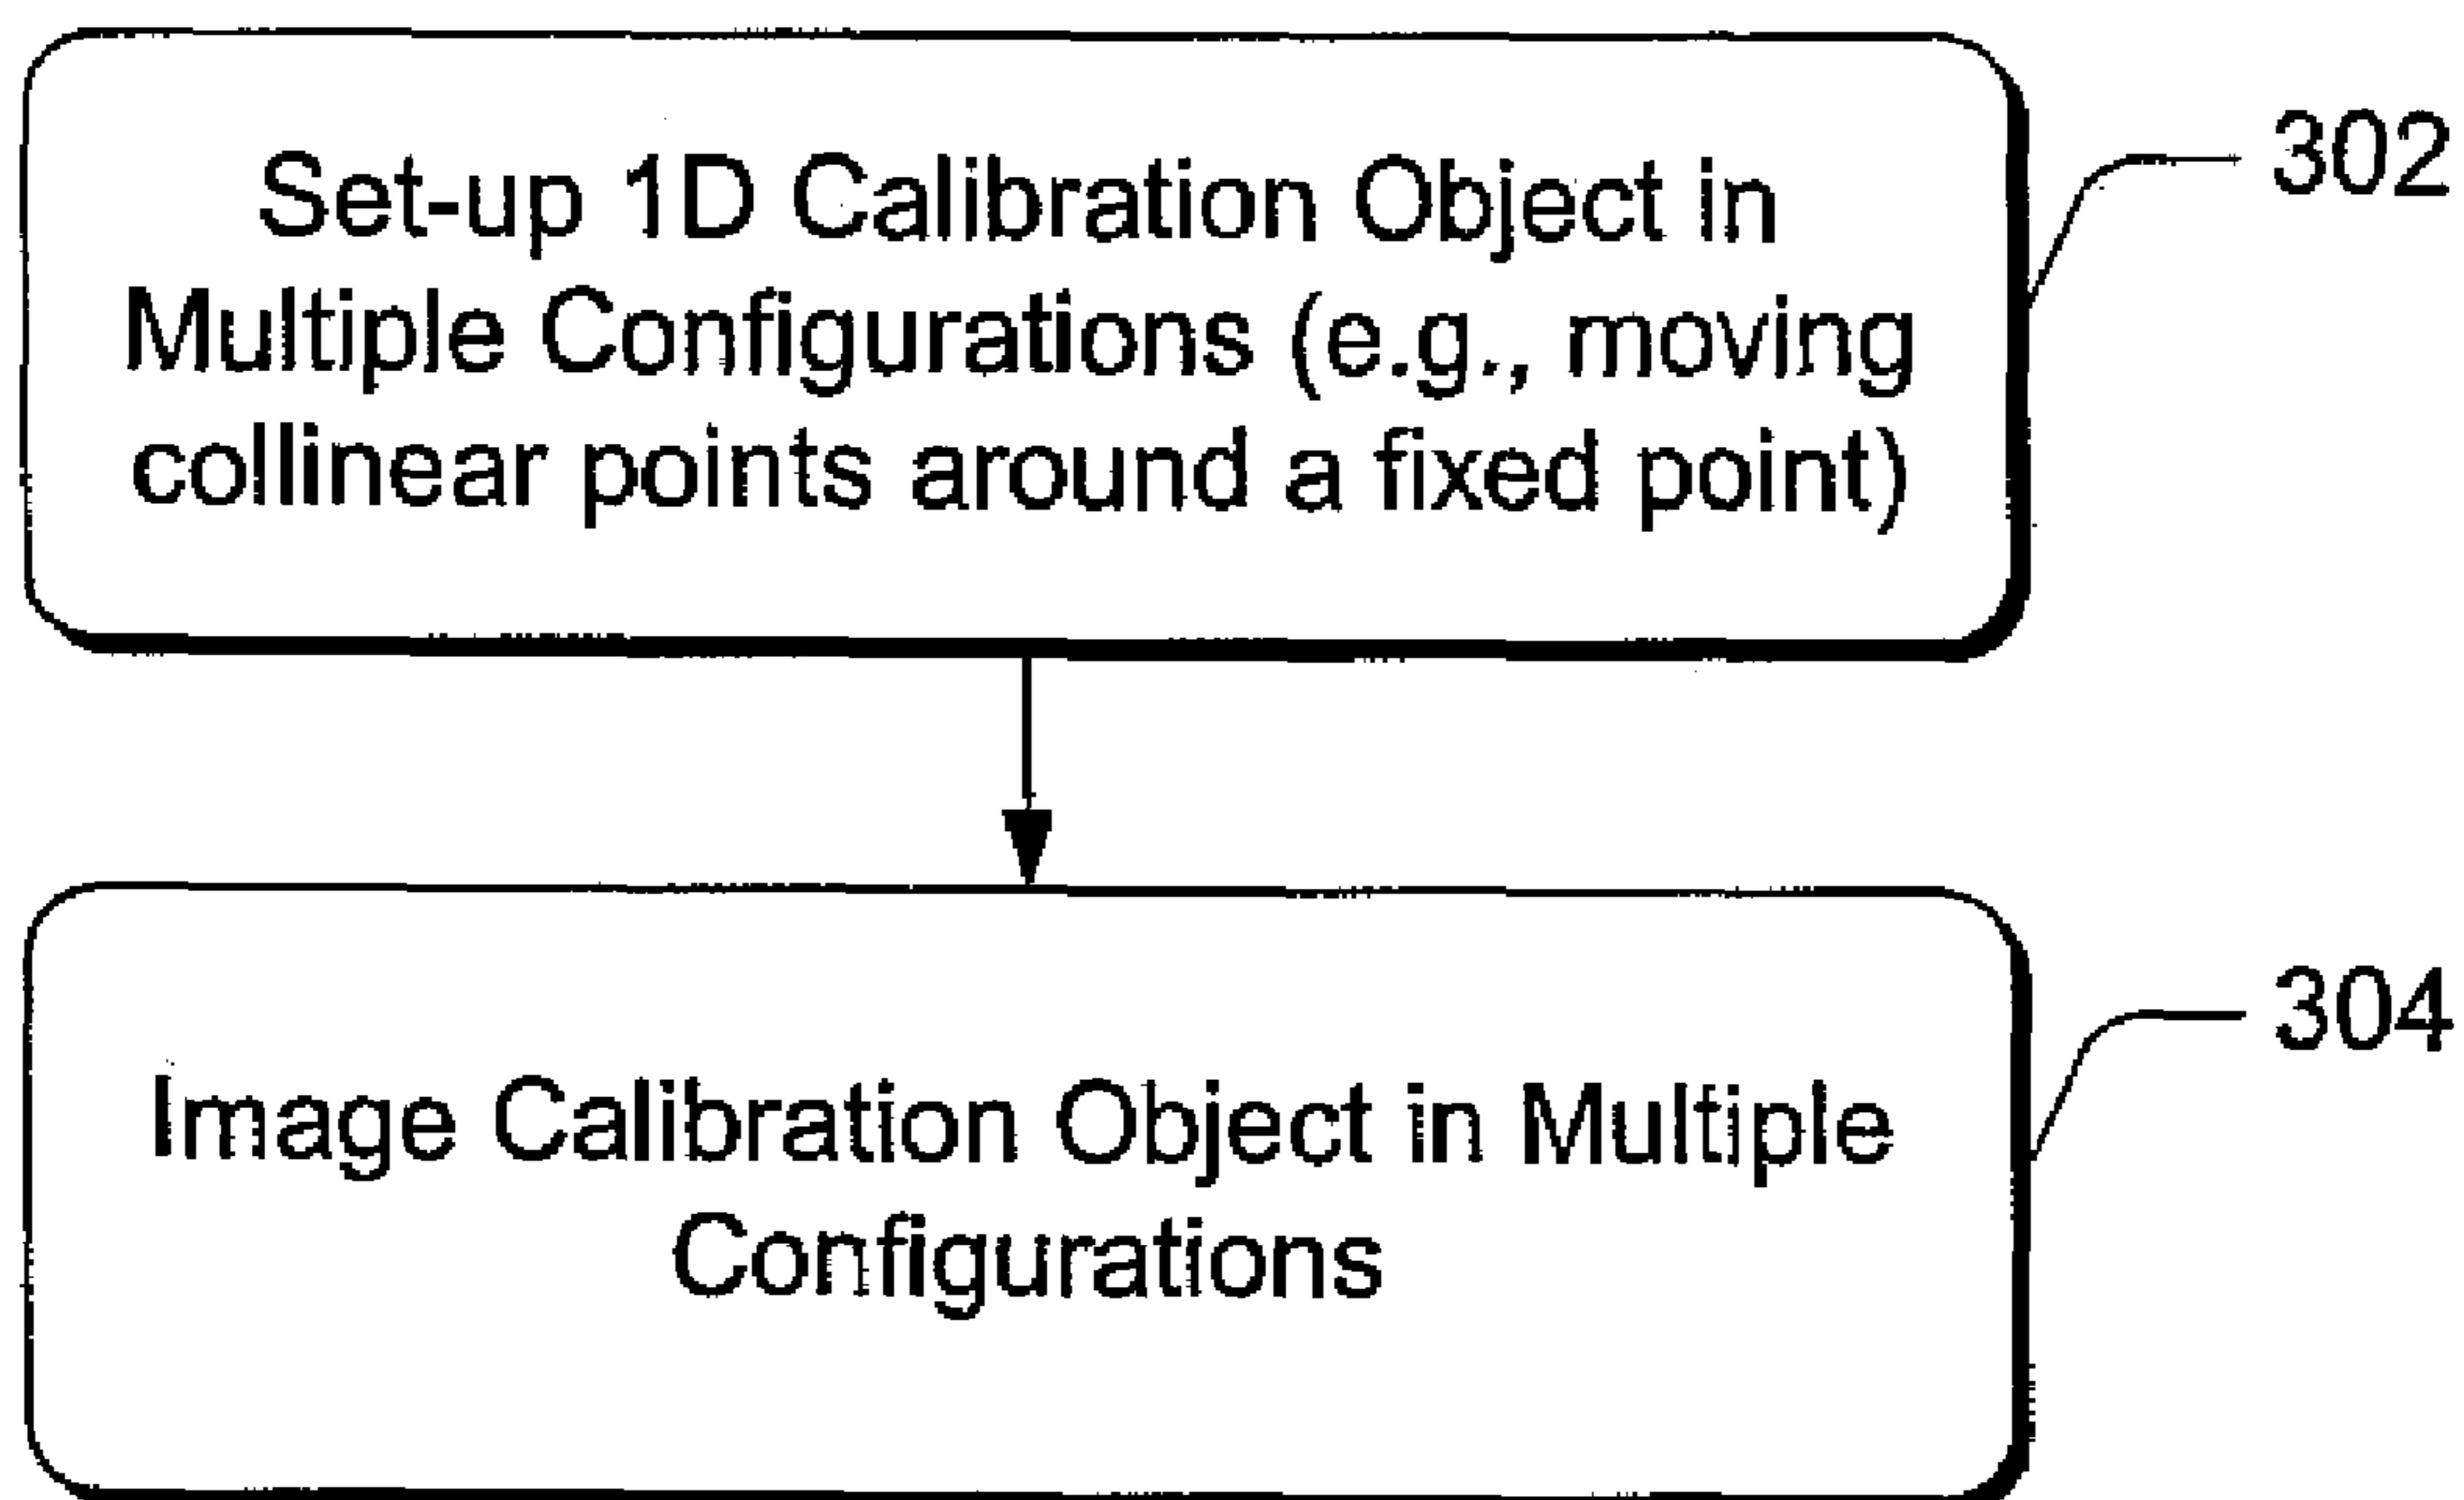 Set-up 1D Calibration Object in
Multiple Configurations (e.g., moving
collinear points around a fixed point)
302
Image Calibration Object in Multiple
Configurations
304